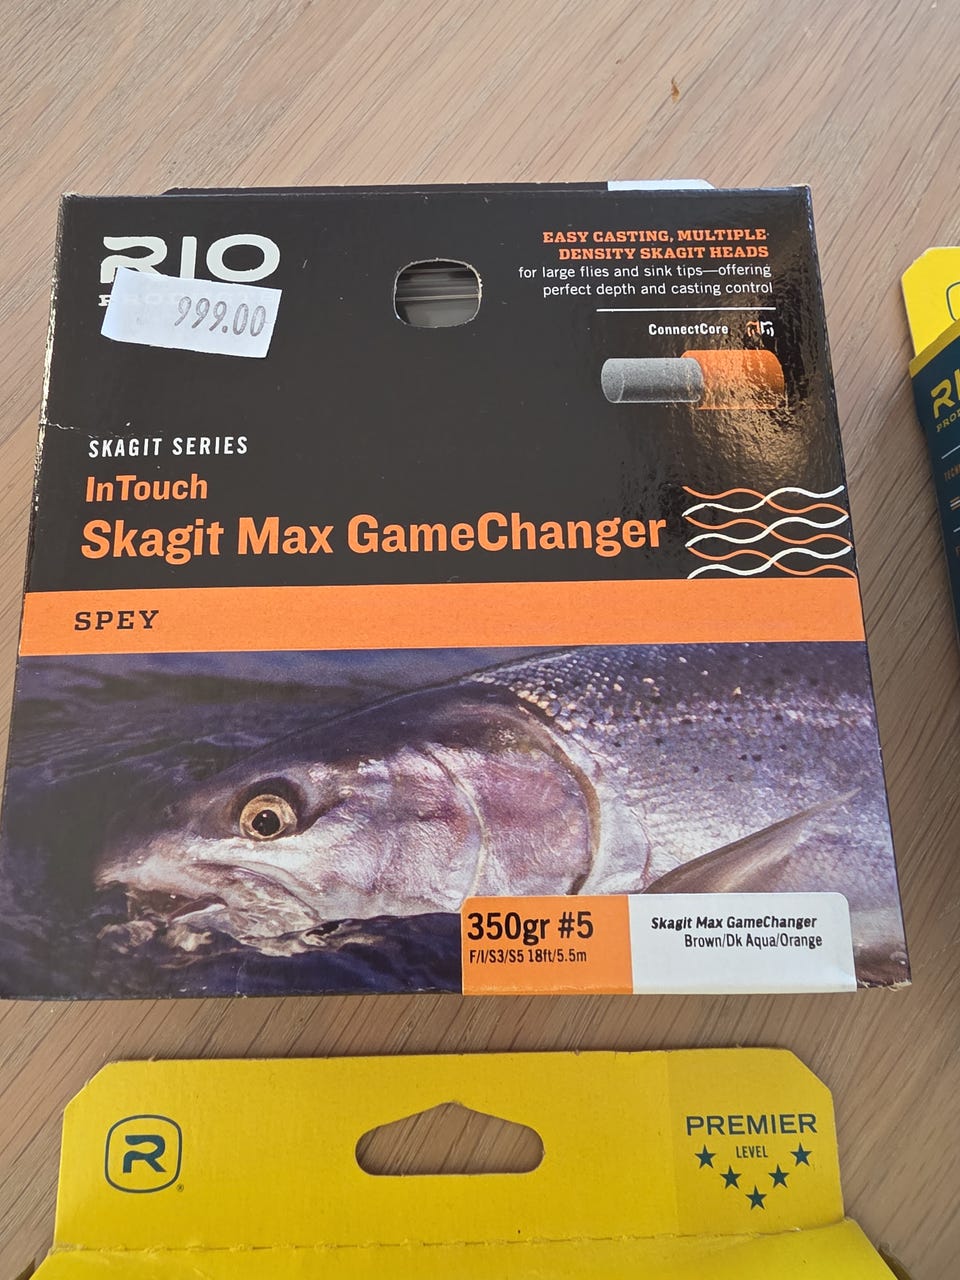 RIO
999.00
EASY CASTING, MULTIPLE-
DENSITY SKAGIT HEADS
for large flies and sink tips—offering
perfect depth and casting control
ConnectCore
SKAGIT SERIES
InTouch
Skagit Max GameChanger
SPEY
350gr #5
F/I/S3/S5 18ft/5.5m
Skagit Max GameChanger
Brown/Dk Aqua/Orange
R
®
PREMIER
LEVEL